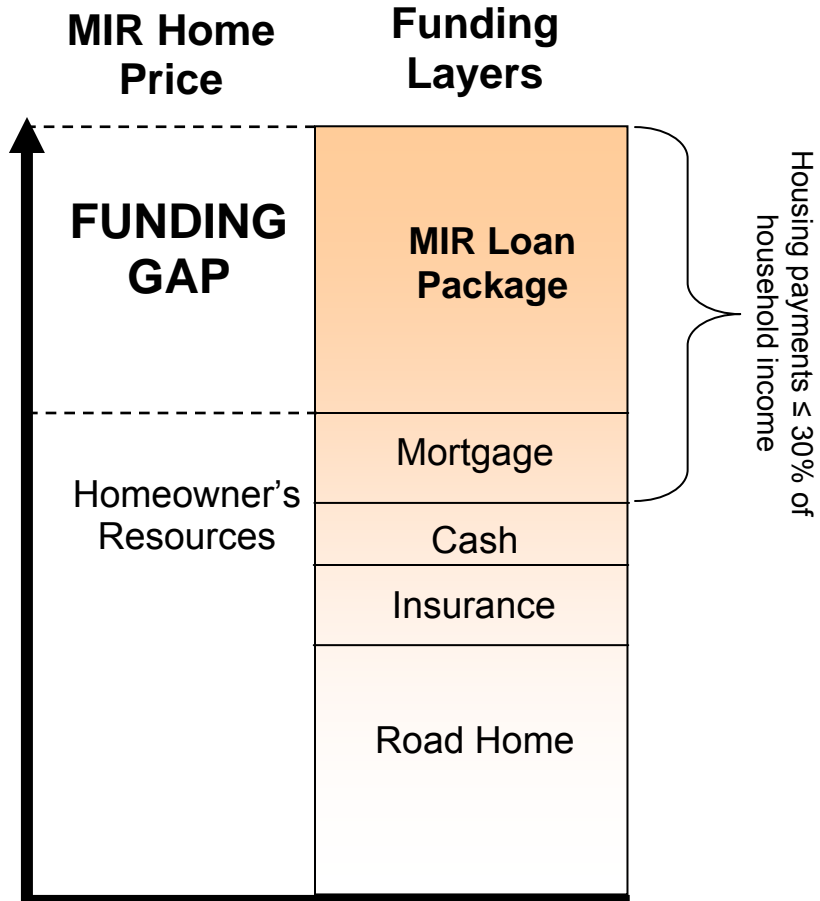 MIR Home
Price
Funding
Layers
FUNDING
GAP
MIR Loan
Package
Housing payments ≤ 30% of
household income
Mortgage
Homeowner’s
Resources
Cash
Insurance
Road Home